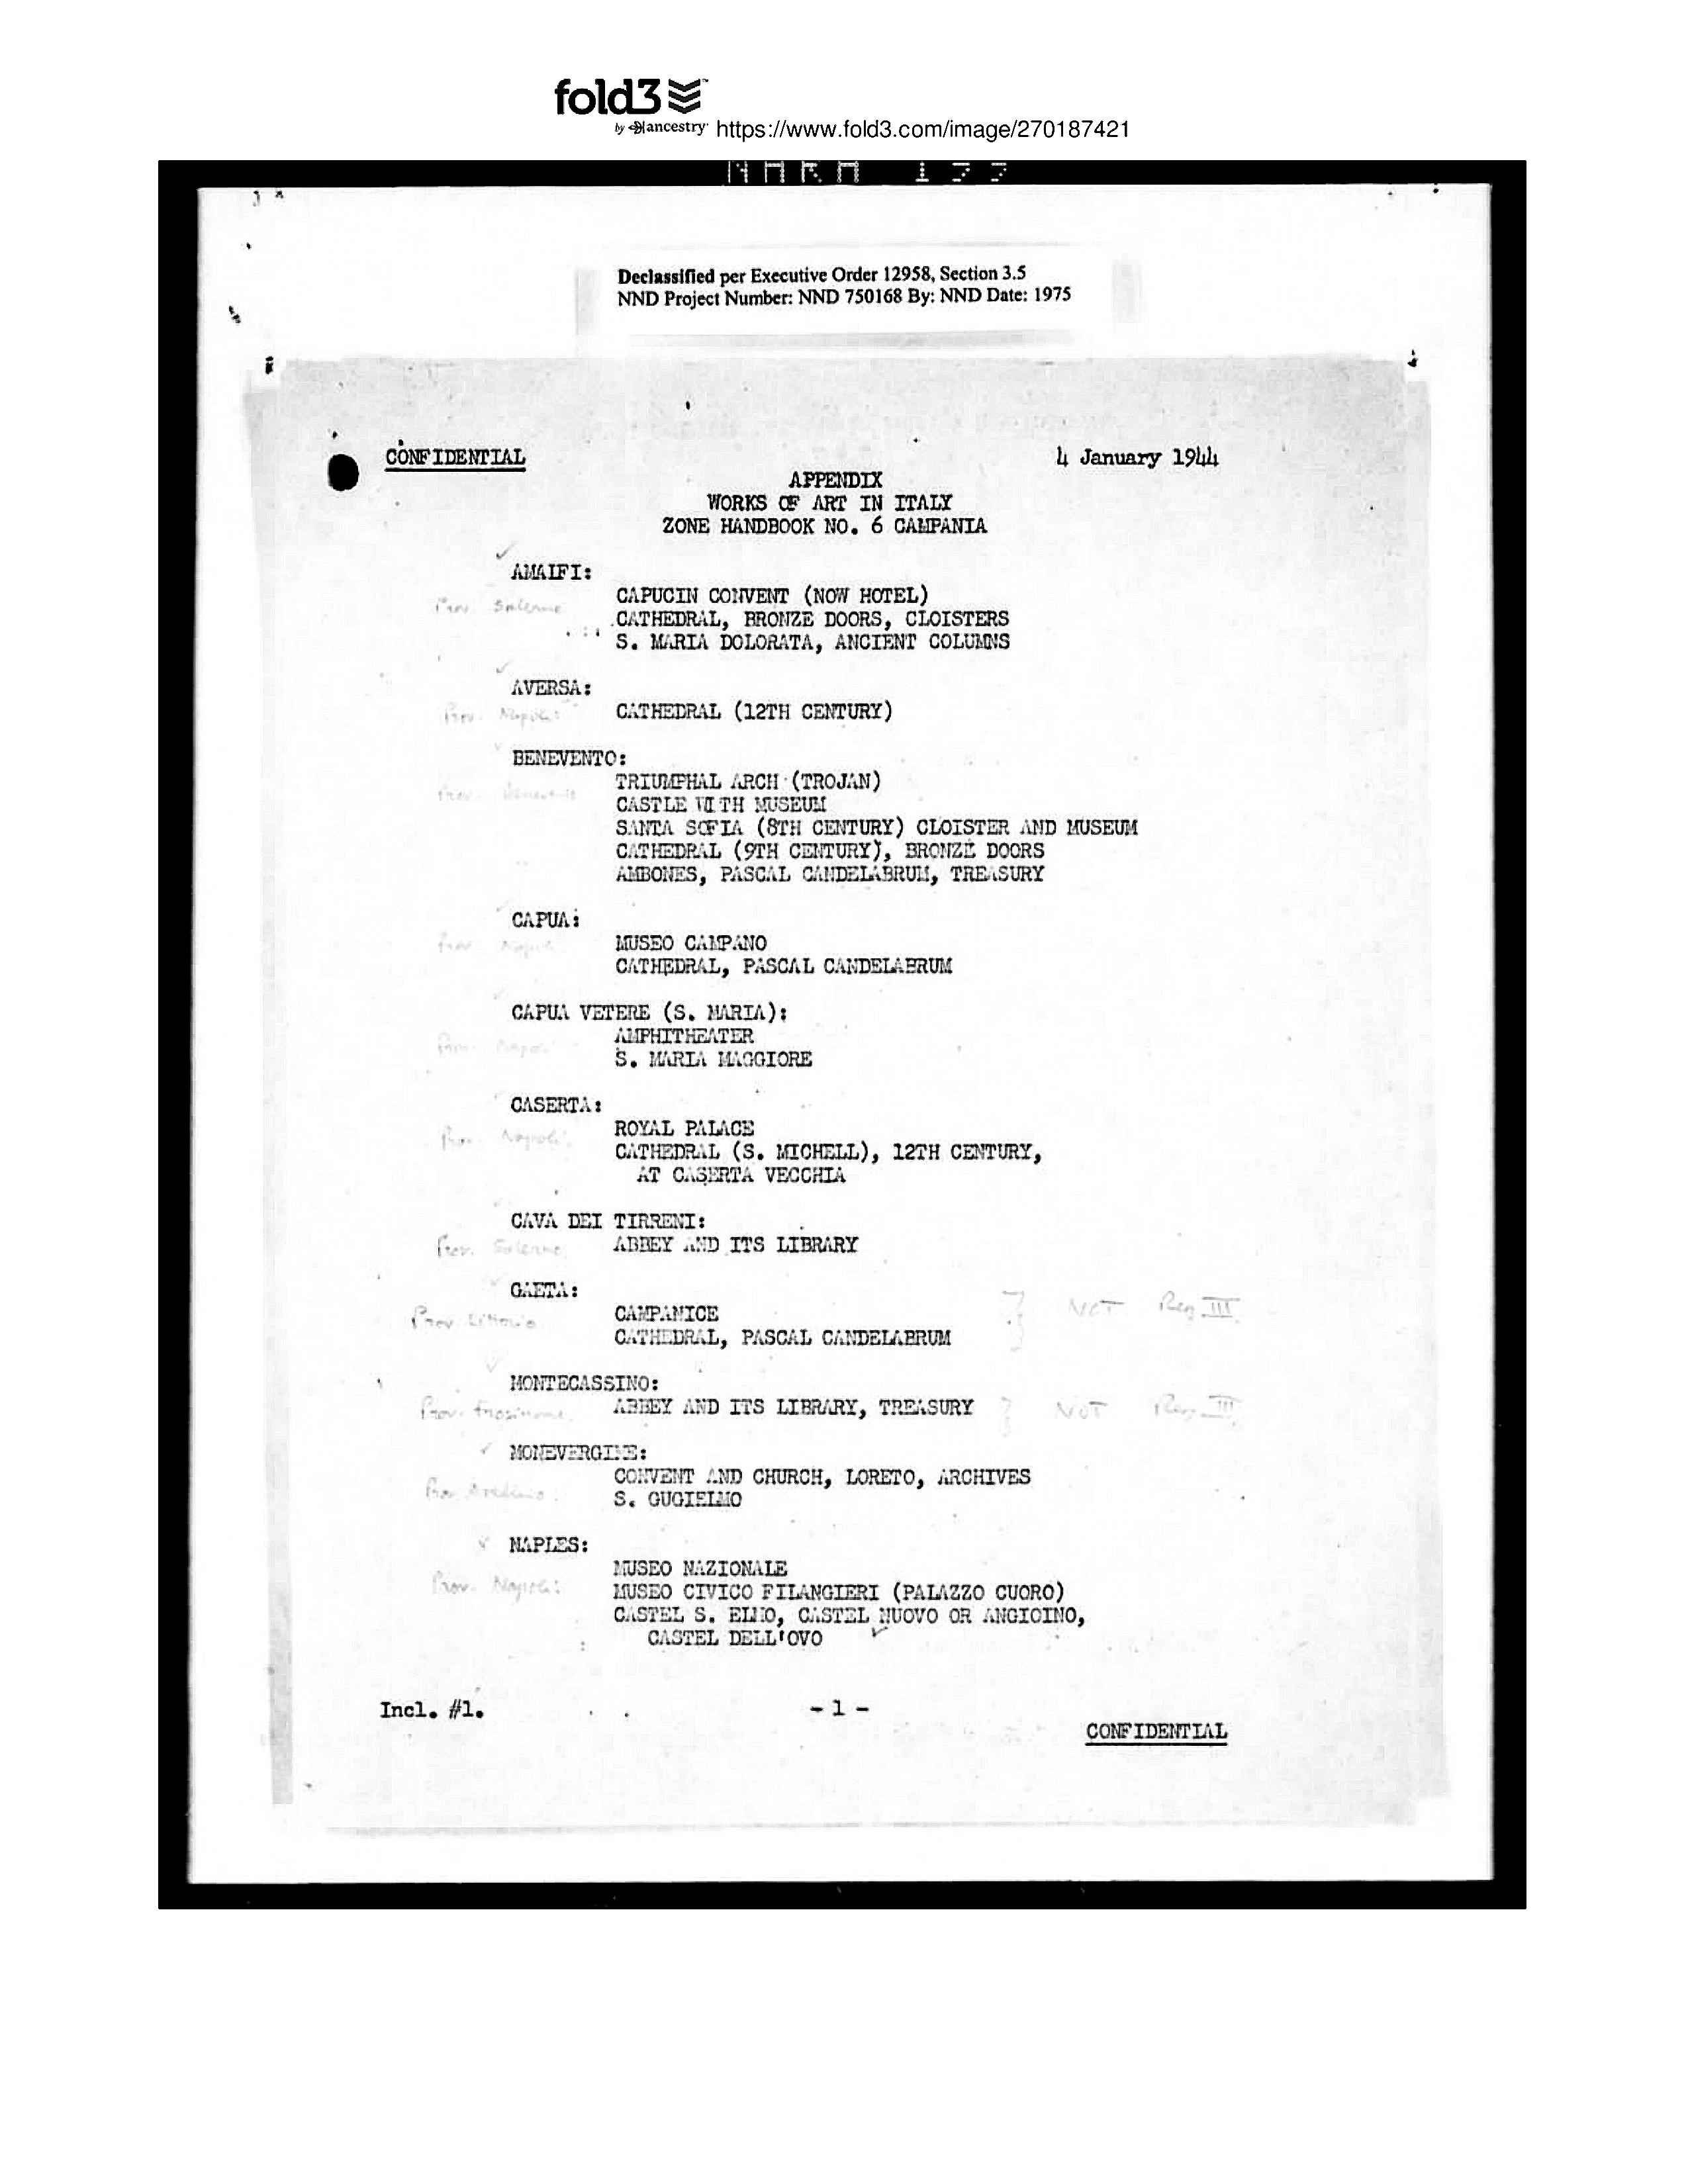 fold3
by ancestry https://www.fold3.com/image/270187421
Declassified per Executive Order 12958, Section 3.5
NND Project Number: NND 750168 By: NND Date: 1975
CONFIDENTIAL
4 January 1944
APPENDIX
WORKS OF ART IN ITALY
ZONE HANDBOOK NO. 6 CAMPANIA
AMAIFI:
Prov. Salerno
CAPUCIN CONVENT (NOW HOTEL)
CATHEDRAL, BRONZE DOORS, CLOISTERS
S. MARIA DOLORATA, ANCIENT COLUMNS
AVERSA:
Prov. Napoli
CATHEDRAL (12TH CENTURY)
BENEVENTO:
TRIUMPHAL ARCH (TROJAN)
Prov. Benevento
CASTLE WITH MUSEUM
SANTA SOFIA (8TH CENTURY) CLOISTER AND MUSEUM
CATHEDRAL (9TH CENTURY), BRONZE DOORS
AMBONES, PASCAL CANDELABRUM, TREASURY
CAPUA:
Prov. Napoli
MUSEO CAMPANO
CATHEDRAL, PASCAL CANDELABRUM
CAPUA VETERE (S. MARIA):
AMPHITHEATER
Prov. Napoli
S. MARIA MAGGIORE
CASERTA:
ROYAL PALACE
Prov. Napoli
CATHEDRAL (S. MICHELL), 12TH CENTURY,
AT CASERTA VECCHIA
CAVA DEI TIRRENI:
Prov. Salerno
ABBEY AND ITS LIBRARY
GAETA:
CAMPANICE
NOT Reg III
Prov Littorio
CATHEDRAL, PASCAL CANDELABRUM
MONTECASSINO:
Prov. Frosinone
ABBEY AND ITS LIBRARY, TREASURY
NOT Reg III
MONEVERGINE:
CONVENT AND CHURCH, LORETO, ARCHIVES
Prov Avellino
S. GUGIELMO
NAPLES:
MUSEO NAZIONALE
Prov. Napoli
MUSEO CIVICO FILANGIERI (PALAZZO CUORO)
CASTEL S. ELMO, CASTEL NUOVO OR ANGIOINO,
CASTEL DELL'OVO
Incl. #1.
- 1 -
CONFIDENTIAL